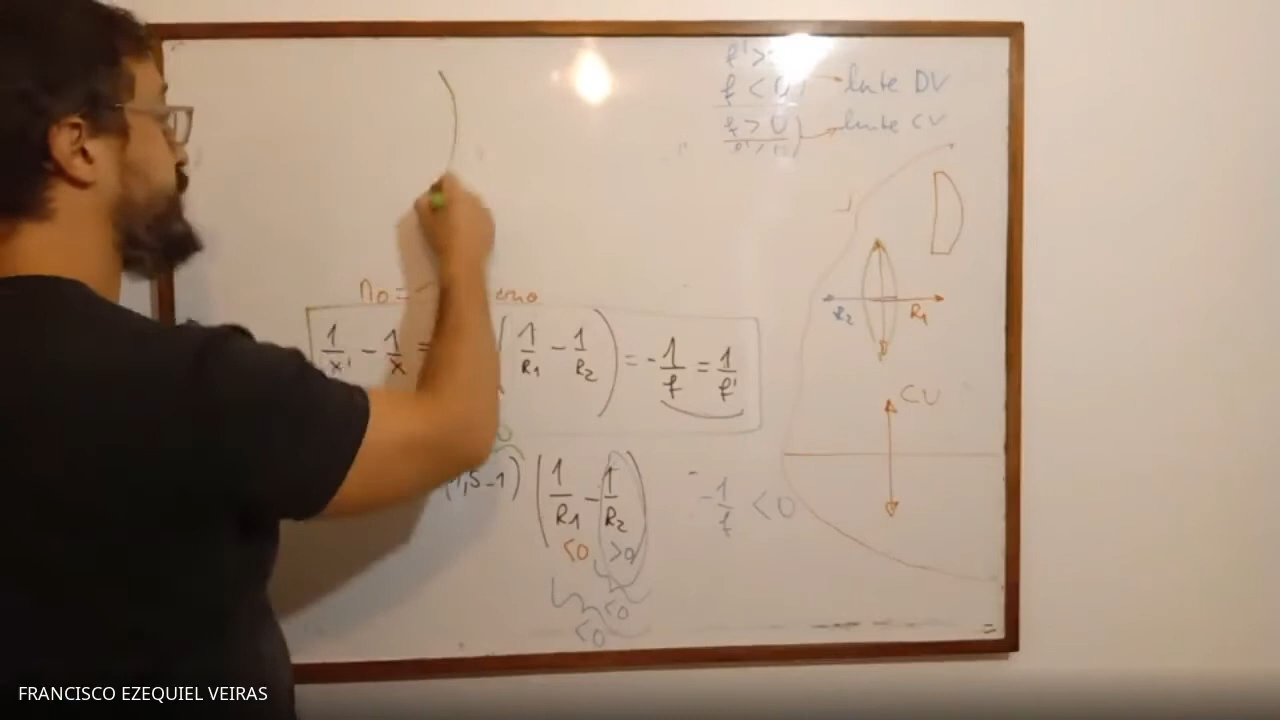 f' >
f < 0 → lente DV
f > 0 → lente CV
n₀ =
1/x' - 1/x = ( 1/R₁ - 1/R₂ ) = - 1/f = 1/f'
,5-1) ( 1/R₁ - 1/R₂ ) - 1/f < 0
<0 >0
<0
<0
R₂ R₁
CV
FRANCISCO EZEQUIEL VEIRAS